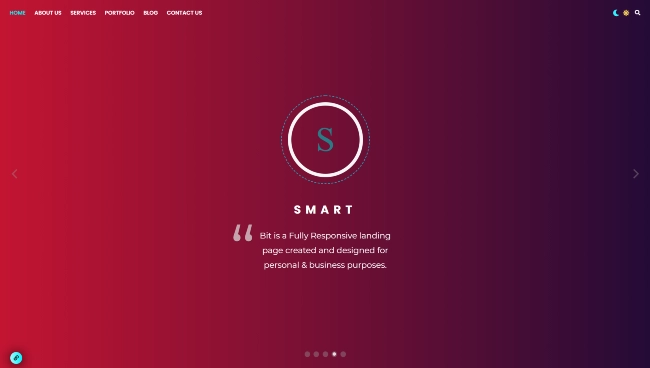 HOME ABOUT US SERVICES PORTFOLIO BLOG CONTACT US
S
SMART
“ Bit is a Fully Responsive landing
page created and designed for
personal & business purposes.